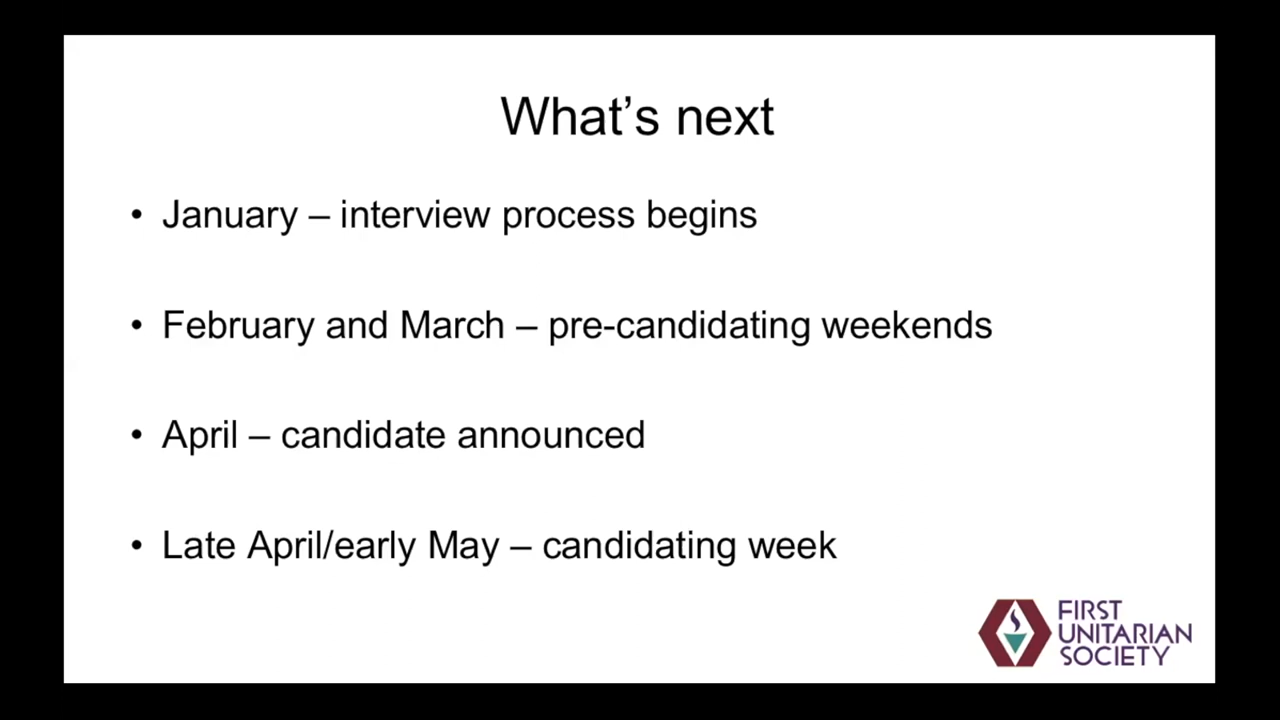 What’s next
• January – interview process begins
• February and March – pre-candidating weekends
• April – candidate announced
• Late April/early May – candidating week
FIRST
UNITARIAN
SOCIETY